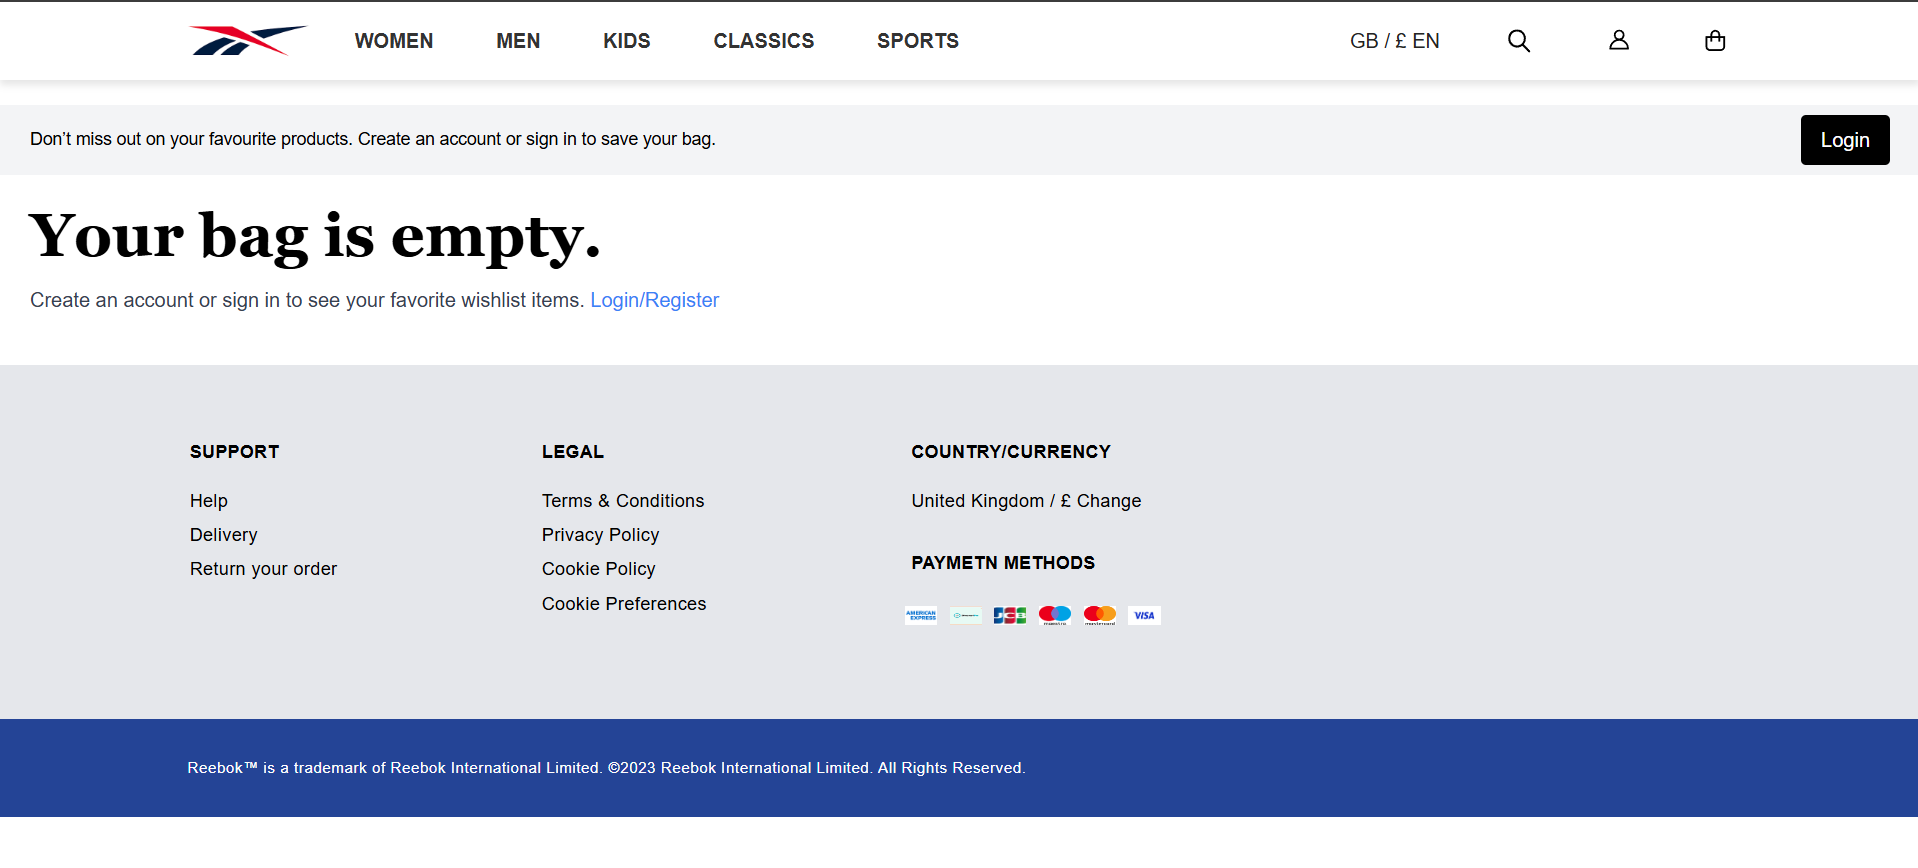 WOMEN MEN KIDS CLASSICS SPORTS GB / £ EN
Don’t miss out on your favourite products. Create an account or sign in to save your bag. Login
Your bag is empty.
Create an account or sign in to see your favorite wishlist items. Login/Register
SUPPORT
Help
Delivery
Return your order
LEGAL
Terms & Conditions
Privacy Policy
Cookie Policy
Cookie Preferences
COUNTRY/CURRENCY
United Kingdom / £ Change
PAYMETN METHODS
AMERICAN
EXPRESS
JCB
maestro
mastercard
VISA
Reebok™ is a trademark of Reebok International Limited. ©2023 Reebok International Limited. All Rights Reserved.